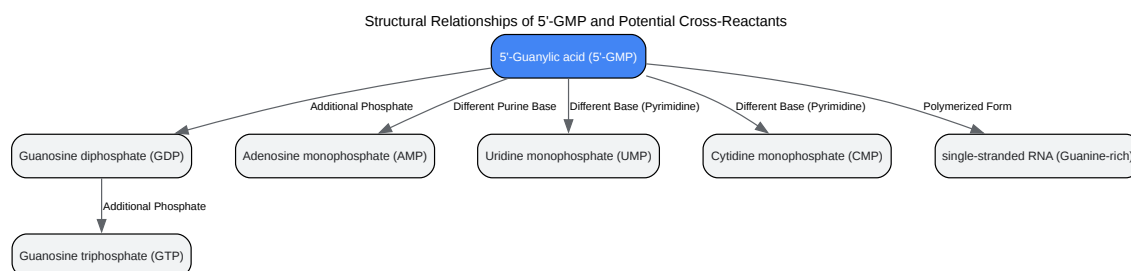 Structural Relationships of 5'-GMP and Potential Cross-Reactants
5'-Guanylic acid (5'-GMP)
Additional Phosphate
Different Purine Base
Different Base (Pyrimidine)
Different Base (Pyrimidine)
Polymerized Form
Guanosine diphosphate (GDP)
Adenosine monophosphate (AMP)
Uridine monophosphate (UMP)
Cytidine monophosphate (CMP)
single-stranded RNA (Guanine-rich)
Additional Phosphate
Guanosine triphosphate (GTP)